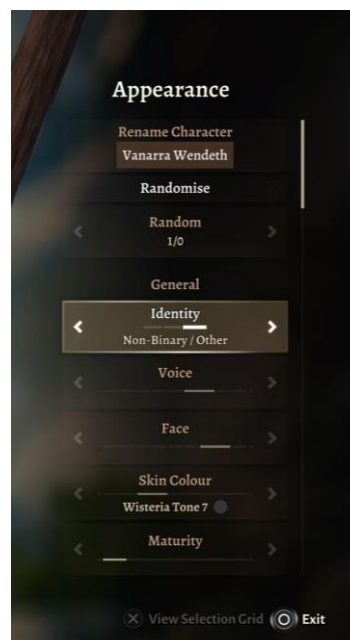 Appearance
Rename Character
Vanarra Wendeth
Randomise
Random
1/0
General
Identity
Non-Binary / Other
Voice
Face
Skin Colour
Wisteria Tone 7
Maturity
View Selection Grid Exit